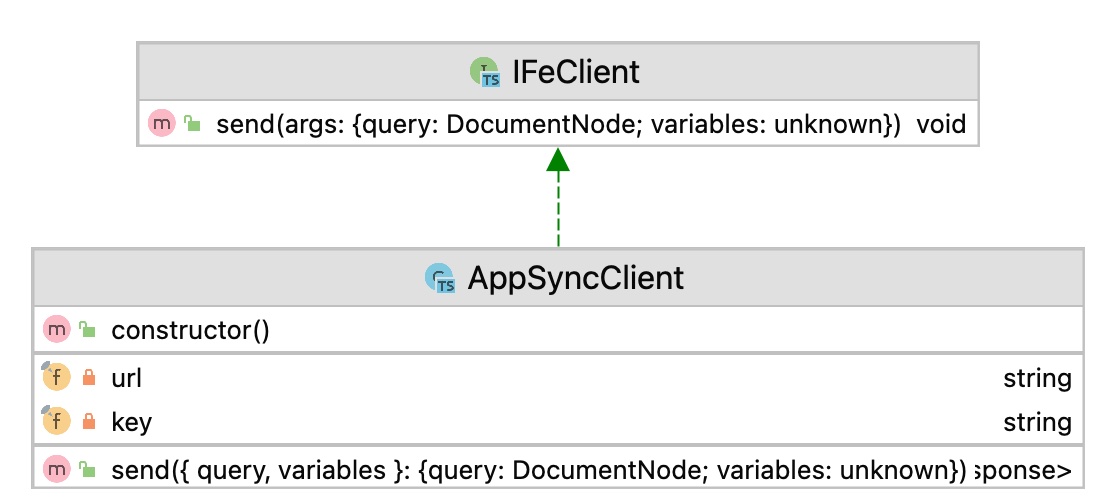 I
TS
IFeClient
m
send(args: {query: DocumentNode; variables: unknown}) void
C
TS
AppSyncClient
m
constructor()
f
url string
f
key string
m
send({ query, variables }: {query: DocumentNode; variables: unknown}) sponse>